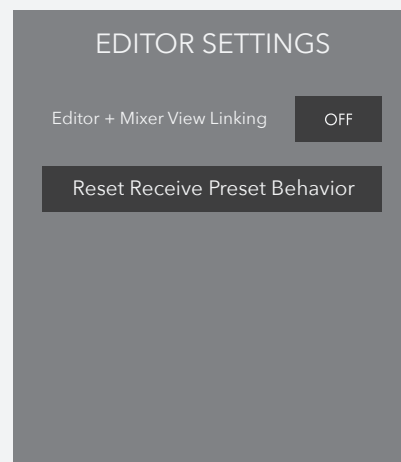 EDITOR SETTINGS
Editor + Mixer View Linking OFF
Reset Receive Preset Behavior